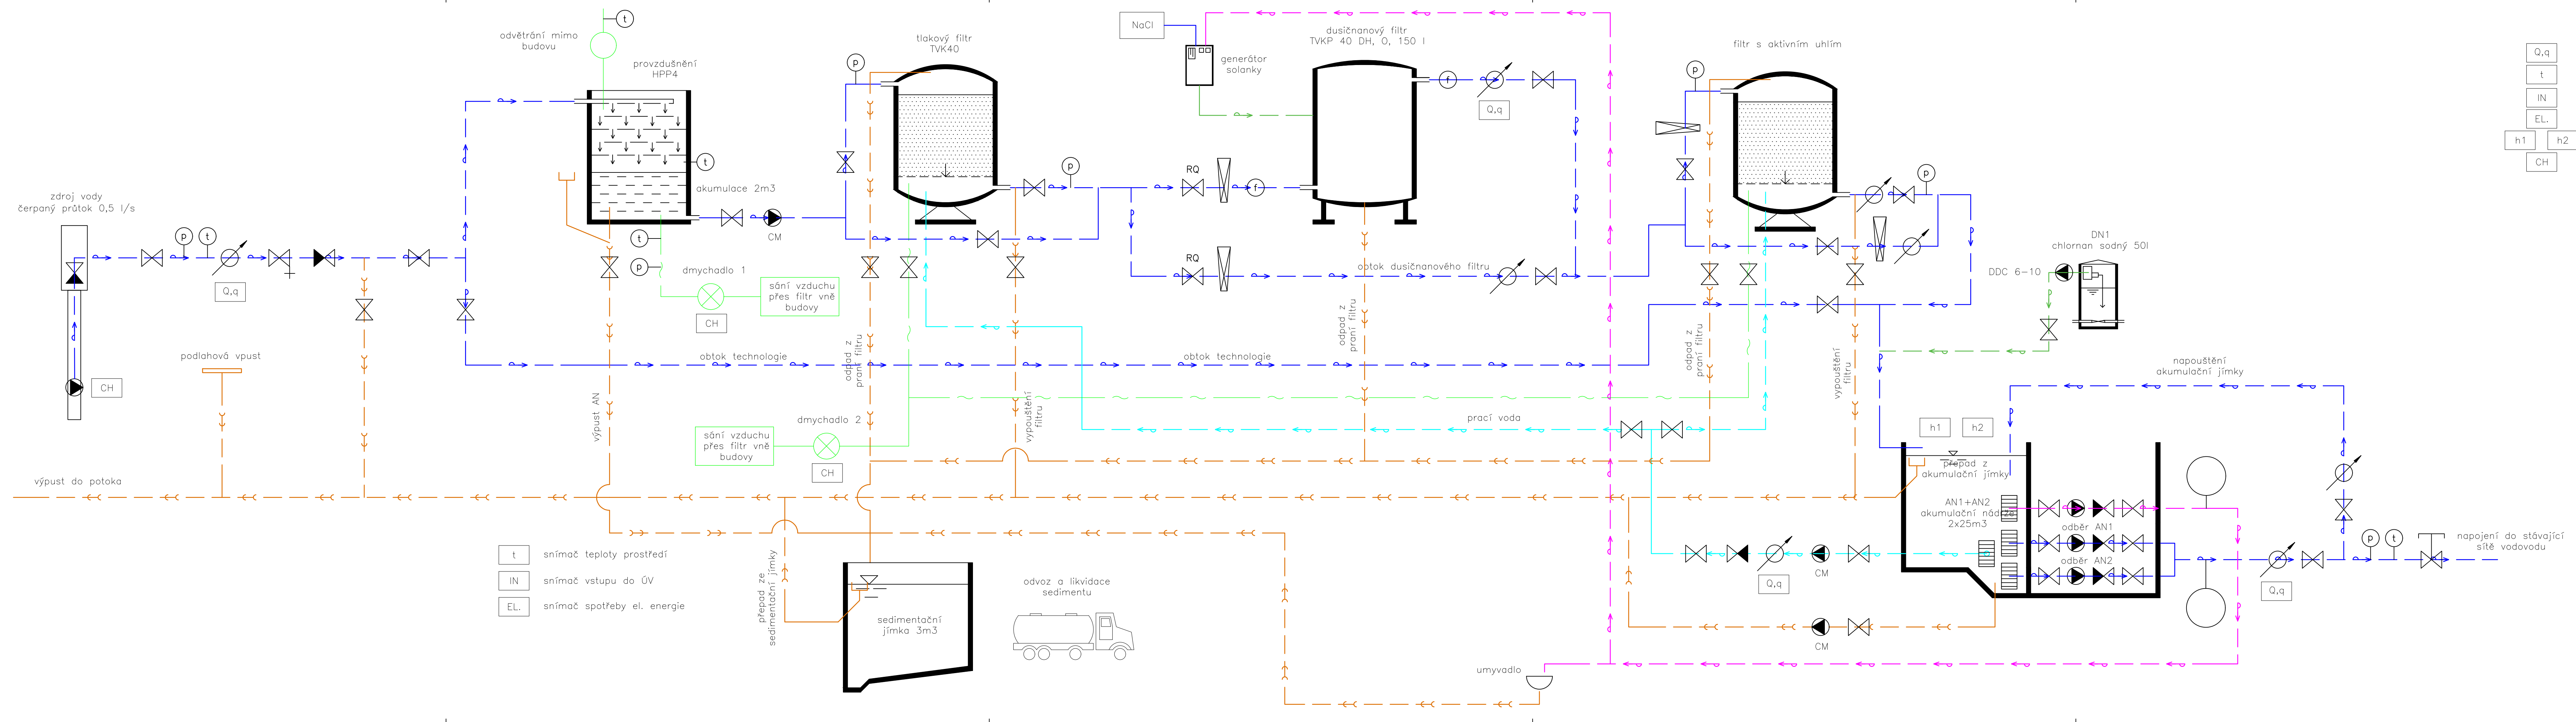 t
odvětrání mimo
budovu
provzdušnění
HPP4
t
akumulace 2m3
CM
t
p
dmychadlo 1
CH
sání vzduchu
přes filtr vně
budovy
zdroj vody
čerpaný průtok 0,5 l/s
p
t
Q,q
CH
podlahová vpust
výpust do potoka
výpust AN
obtok technologie
p
tlakový filtr
TVK40
p
odpad z
praní filtru
dmychadlo 2
CH
sání vzduchu
přes filtr vně
budovy
vypouštění
filtru
NaCl
generátor
solanky
dusičnanový filtr
TVKP 40 DH, 0, 150 l
f
Q,q
RQ
f
RQ
obtok dusičnanového filtru
odpad z
praní filtru
obtok technologie
prací voda
p
filtr s aktivním uhlím
p
odpad z
praní filtru
vypouštění
filtru
DN1
chlornan sodný 50l
DDC 6-10
Q,q
t
IN
EL.
h1
h2
CH
napouštění
akumulační jímky
h1
h2
přepad z
akumulační jímky
AN1+AN2
akumulační nádrže
2x25m3
odběr AN1
odběr AN2
Q,q
p
t
napojení do stávající
sítě vodovodu
Q,q
CM
CM
t
snímač teploty prostředí
IN
snímač vstupu do ÚV
EL.
snímač spotřeby el. energie
přepad ze
sedimentační jímky
sedimentační
jímka 3m3
odvoz a likvidace
sedimentu
umyvadlo